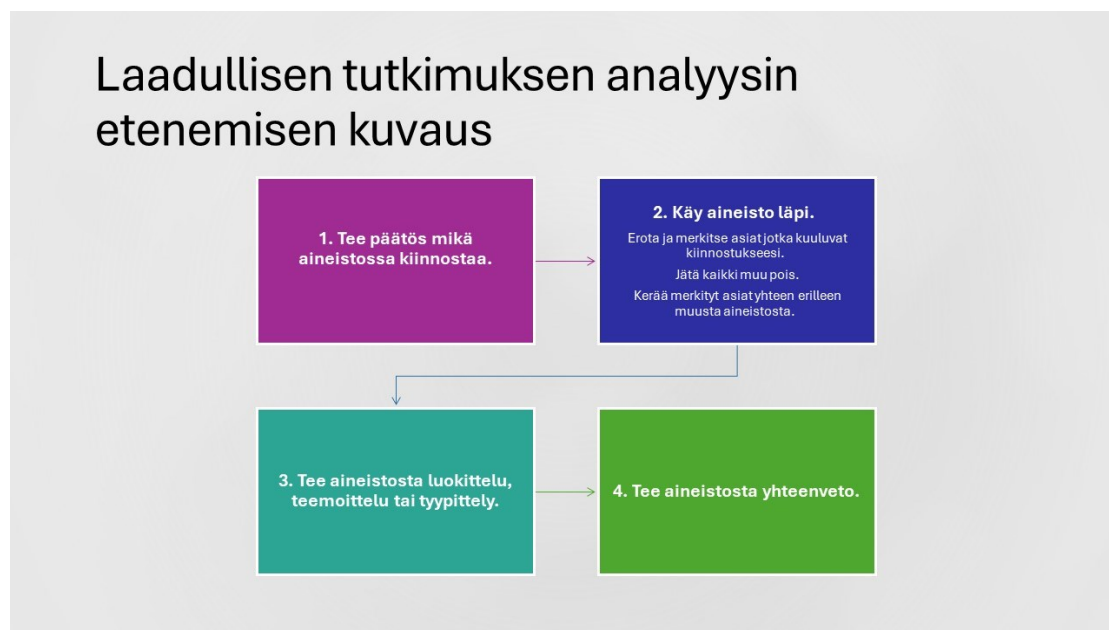 Laadullisen tutkimuksen analyysin
etenemisen kuvaus
1. Tee päätös mikä
aineistossa kiinnostaa.
2. Käy aineisto läpi.
Erota ja merkitse asiat jotka kuuluvat
kiinnostukseesi.
Jätä kaikki muu pois.
Kerää merkityt asiat yhteen erilleen
muusta aineistosta.
3. Tee aineistosta luokittelu,
teemoittelu tai tyypittely.
4. Tee aineistosta yhteenveto.